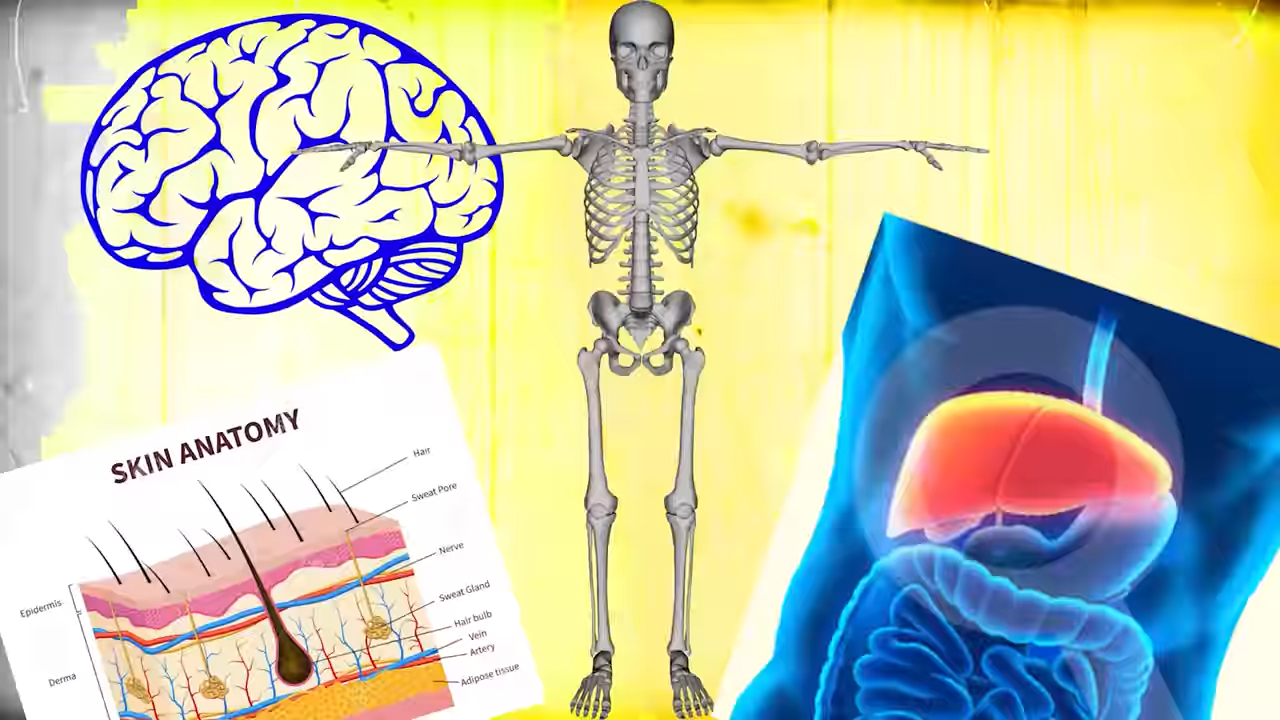 SKIN ANATOMY
Hair
Sweat Pore
Nerve
Sweat Gland
Hair bulb
Vein
Artery
Adipose tissue
Epidermis
Derma